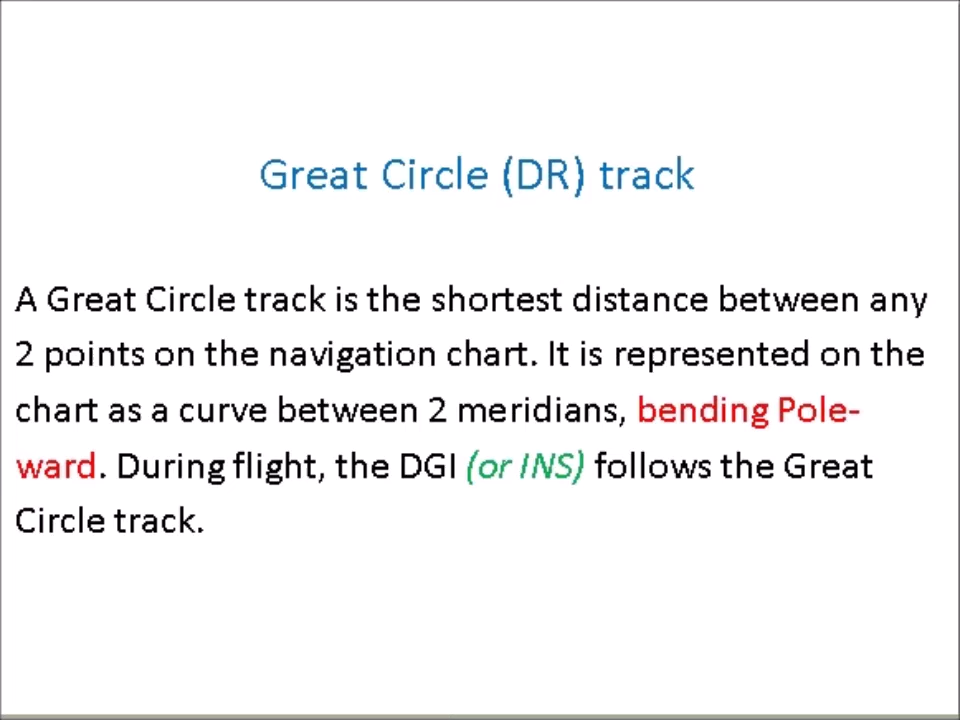 Great Circle (DR) track
A Great Circle track is the shortest distance between any
2 points on the navigation chart. It is represented on the
chart as a curve between 2 meridians, bending Pole-
ward. During flight, the DGI (or INS) follows the Great
Circle track.